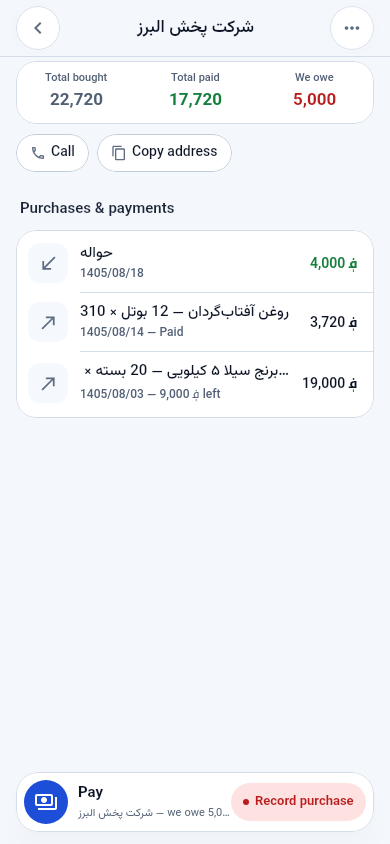 شرکت پخش البرز
Total bought
Total paid
We owe
22,720
17,720
5,000
Call
Copy address
Purchases & payments
حواله
4,000 ؋
1405/08/18
روغن آفتاب‌گردان — 12 بوتل × 310
3,720 ؋
1405/08/14 — Paid
برنج سیلا ۵ کیلویی — 20 بسته ×…
19,000 ؋
1405/08/03 — 9,000 ؋ left
Pay
شرکت پخش البرز — we owe 5,0…
Record purchase